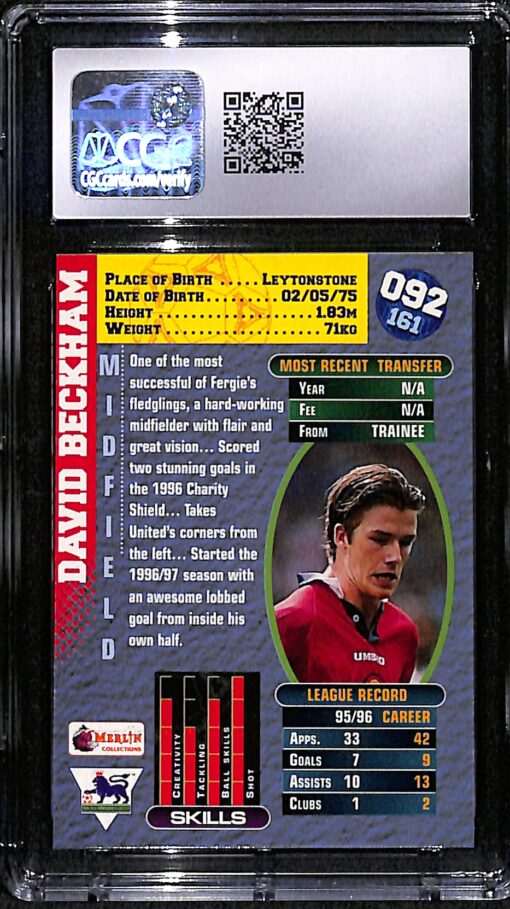 CGC
CGCcards.com/verify
DAVID BECKHAM
MIDFIELD
PLACE OF BIRTH ..... LEYTONSTONE
DATE OF BIRTH ............ 02/05/75
HEIGHT ........................ 1.83M
WEIGHT ........................ 71KG
092
161
One of the most
successful of Fergie's
fledglings, a hard-working
midfielder with flair and
great vision... Scored
two stunning goals in
the 1996 Charity
Shield... Takes
United's corners from
the left... Started the
1996/97 season with
an awesome lobbed
goal from inside his
own half.
MOST RECENT TRANSFER
YEAR N/A
FEE N/A
FROM TRAINEE
UMBRO
MERLIN
COLLECTIONS
CREATIVITY
TACKLING
BALL SKILLS
SHOT
SKILLS
LEAGUE RECORD
95/96 CAREER
APPS. 33 42
GOALS 7 9
ASSISTS 10 13
CLUBS 1 2